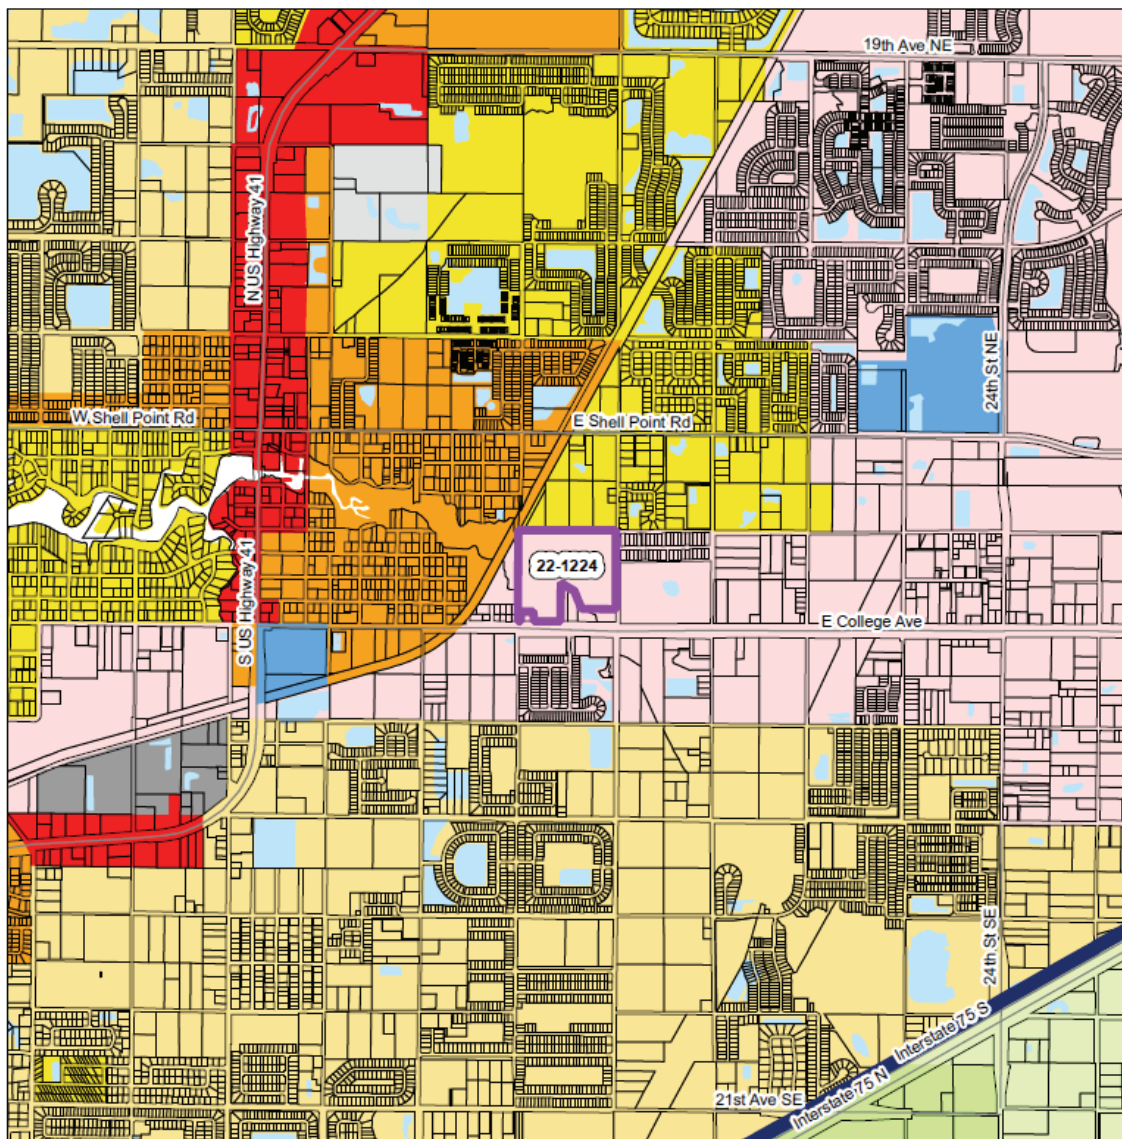 19th Ave NE
N US Highway 41
24th St NE
W Shell Point Rd
E Shell Point Rd
22-1224
E College Ave
S US Highway 41
24th St SE
Interstate 75 S
21st Ave SE
Interstate 75 N